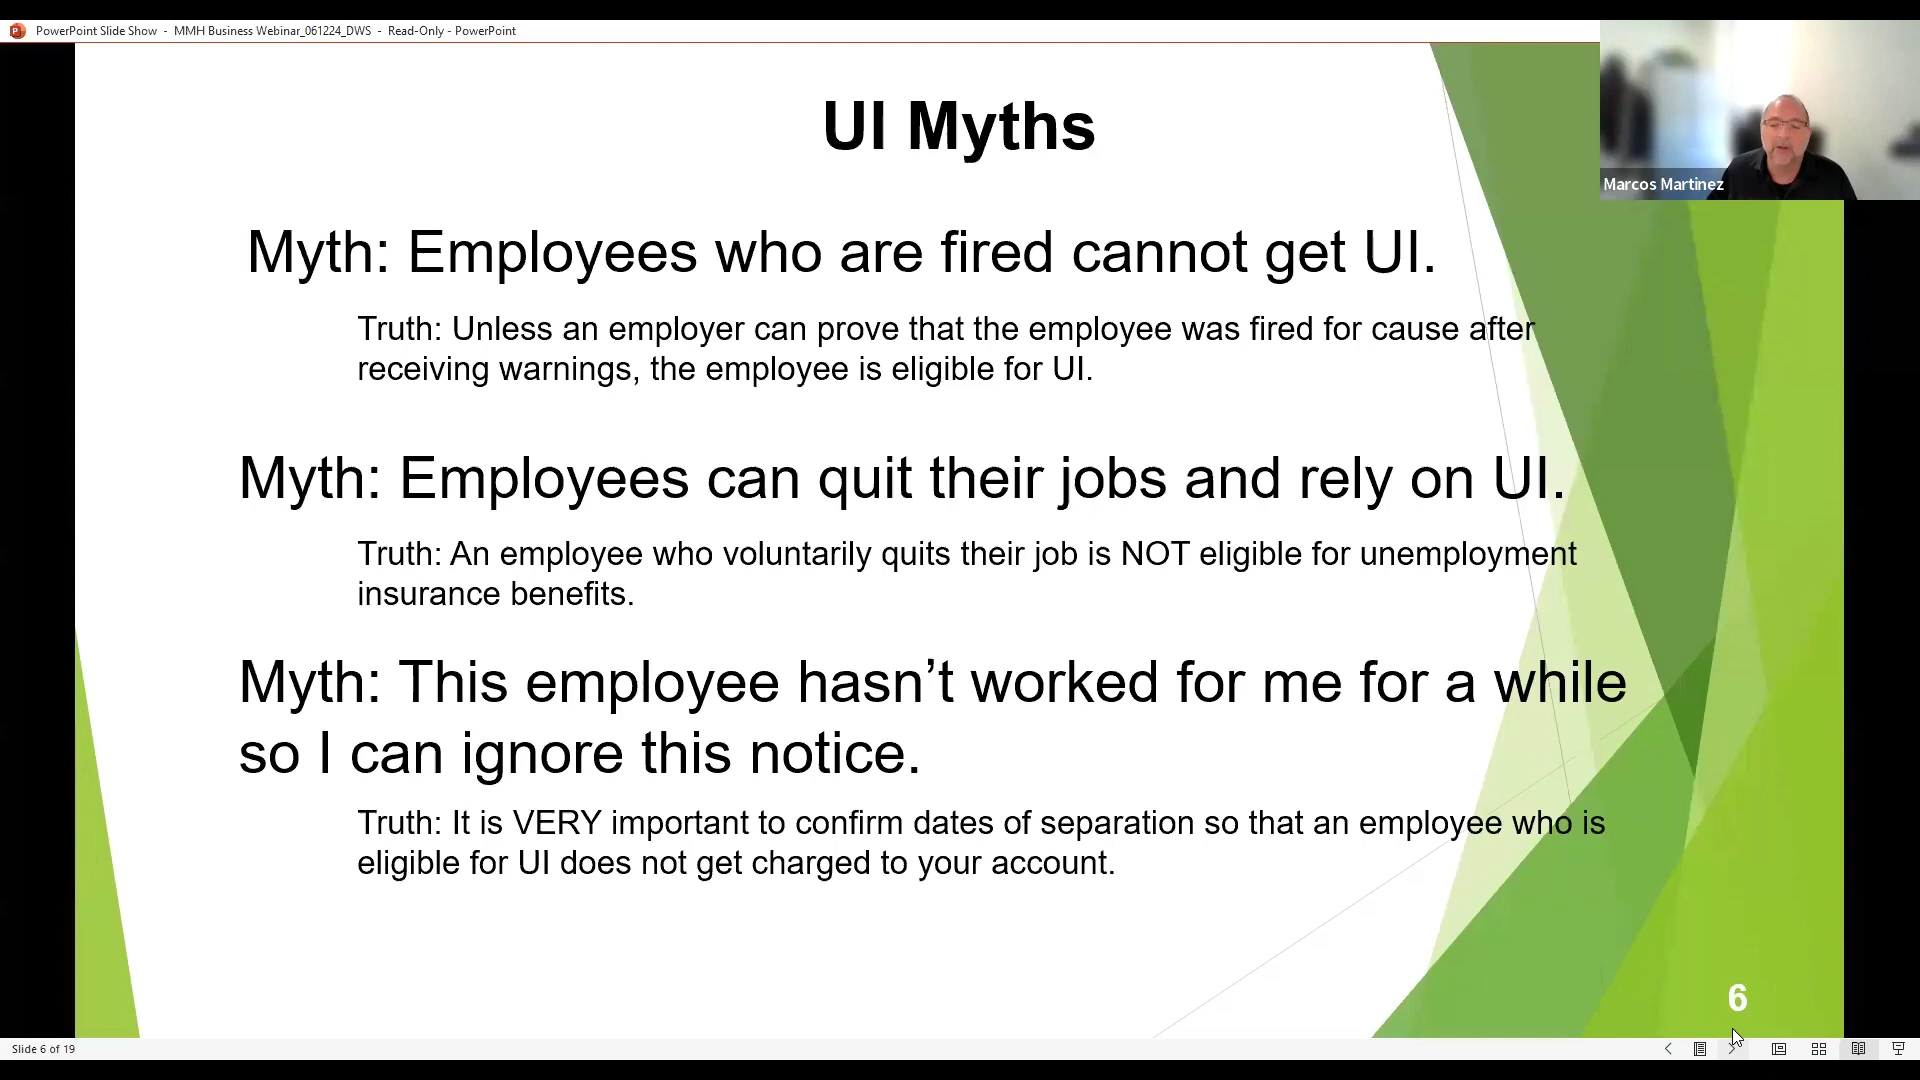 PowerPoint Slide Show - MMH Business Webinar_061224_DWS - Read-Only - PowerPoint
Marcos Martinez
UI Myths
Myth: Employees who are fired cannot get UI.
Truth: Unless an employer can prove that the employee was fired for cause after
receiving warnings, the employee is eligible for UI.
Myth: Employees can quit their jobs and rely on UI.
Truth: An employee who voluntarily quits their job is NOT eligible for unemployment
insurance benefits.
Myth: This employee hasn’t worked for me for a while
so I can ignore this notice.
Truth: It is VERY important to confirm dates of separation so that an employee who is
eligible for UI does not get charged to your account.
6
Slide 6 of 19